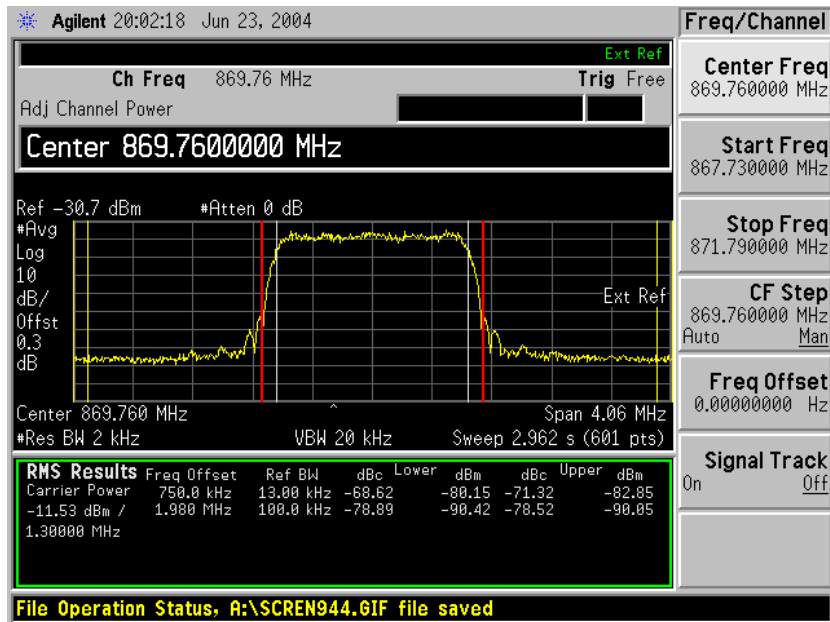 Agilent 20:02:18 Jun 23, 2004
Freq/Channel
Ext Ref
Ch Freq 869.76 MHz Trig Free
Adj Channel Power
Center 869.7600000 MHz
Ref -30.7 dBm #Atten 0 dB
#Avg
Log
10
dB/
Offst
0.3
dB
Ext Ref
Center 869.760 MHz Span 4.06 MHz
#Res BW 2 kHz VBW 20 kHz Sweep 2.962 s (601 pts)
RMS Results Freq Offset Ref BW dBc Lower dBm dBc Upper dBm
Carrier Power 750.0 kHz 13.00 kHz -68.62 -80.15 -71.32 -82.85
-11.53 dBm / 1.980 MHz 100.0 kHz -78.89 -90.42 -78.52 -90.05
1.30000 MHz
Center Freq
869.760000 MHz
Start Freq
867.730000 MHz
Stop Freq
871.790000 MHz
CF Step
869.760000 MHz
Auto Man
Freq Offset
0.00000000 Hz
Signal Track
On Off
File Operation Status, A:\SCREN944.GIF file saved